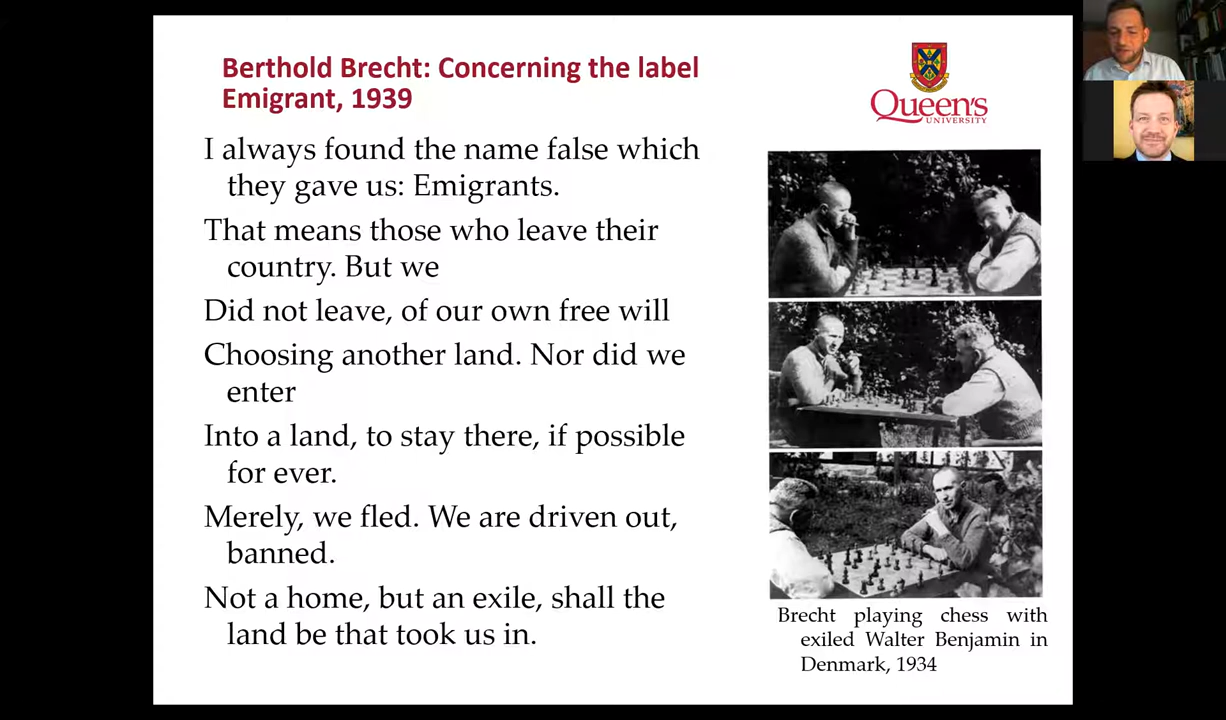 Berthold Brecht: Concerning the label
Emigrant, 1939
Queen's
UNIVERSITY
I always found the name false which
they gave us: Emigrants.
That means those who leave their
country. But we
Did not leave, of our own free will
Choosing another land. Nor did we
enter
Into a land, to stay there, if possible
for ever.
Merely, we fled. We are driven out,
banned.
Not a home, but an exile, shall the
land be that took us in.
Brecht playing chess with
exiled Walter Benjamin in
Denmark, 1934